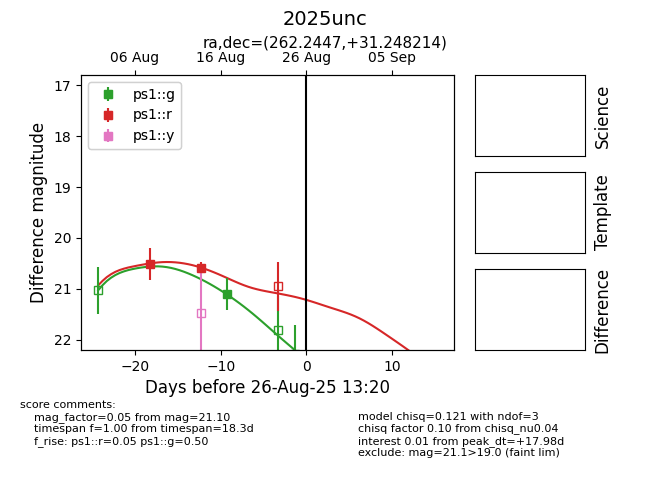 2025unc
ra,dec=(262.2447,+31.248214)
06 Aug 16 Aug 26 Aug 05 Sep
17
18
19
20
21
22
Difference magnitude
ps1::g
ps1::r
ps1::y
Science
Template
Difference
−20 −10 0 10
Days before 26-Aug-25 13:20
score comments:
mag_factor=0.05 from mag=21.10
timespan f=1.00 from timespan=18.3d
f_rise: ps1::r=0.05 ps1::g=0.50
model chisq=0.121 with ndof=3
chisq factor 0.10 from chisq_nu0.04
interest 0.01 from peak_dt=+17.98d
exclude: mag=21.1>19.0 (faint lim)